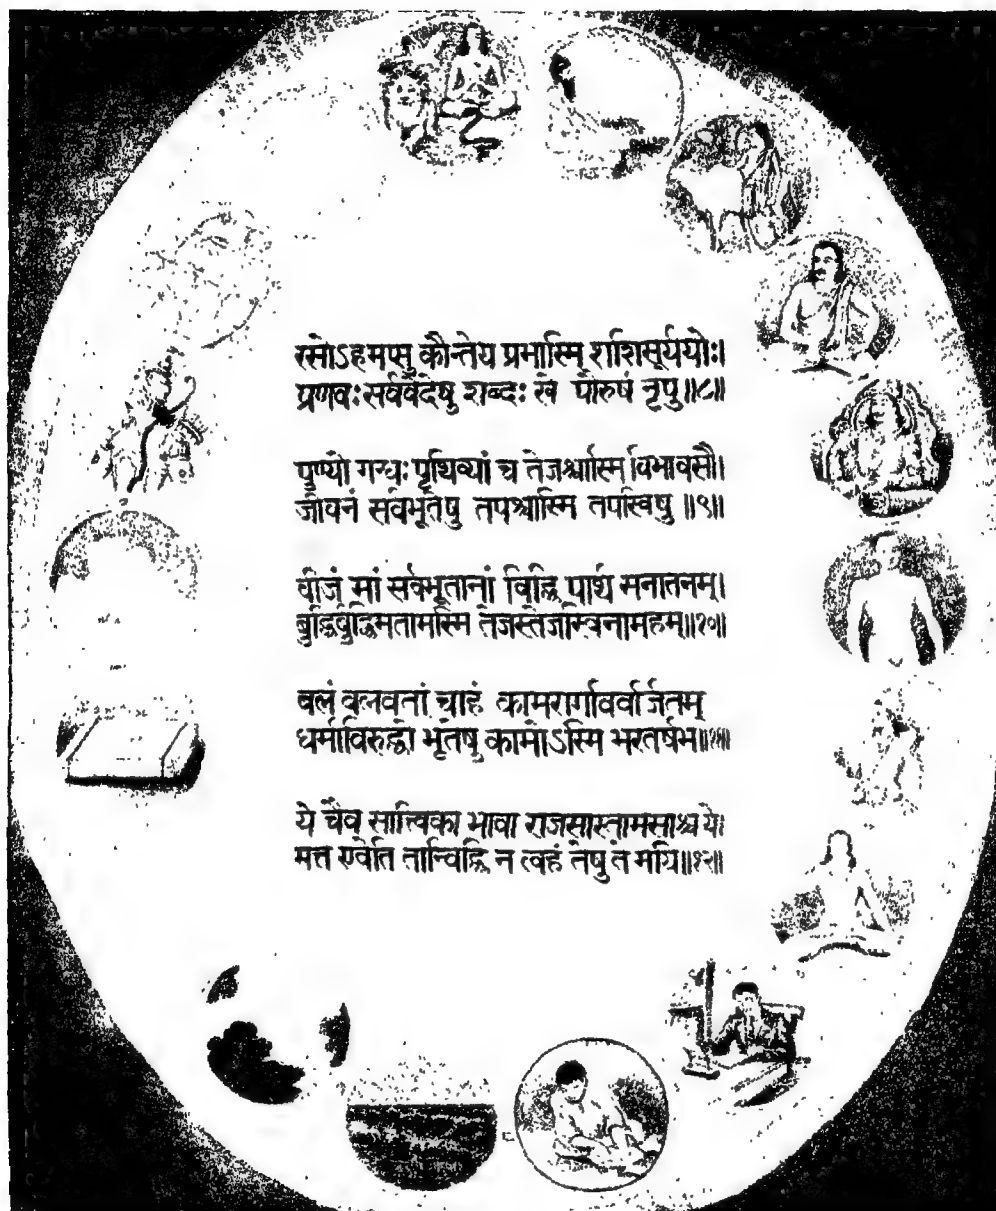 रसोऽहमप्सु कौन्तेय प्रभास्मि शशिसूर्ययोः।
प्रणवः सर्ववेदेषु शब्दः खे पौरुषं नृषु॥८॥
पुण्यो गन्धः पृथिव्यां च तेजश्चास्मि विभावसौ।
जीवनं सर्वभूतेषु तपश्चास्मि तपस्विषु॥९॥
बीजं मां सर्वभूतानां विद्धि पार्थ सनातनम्।
बुद्धिर्बुद्धिमतामस्मि तेजस्तेजस्विनामहम्॥१०॥
बलं बलवतां चाहं कामरागविवर्जितम्
धर्माविरुद्धो भूतेषु कामोऽस्मि भरतर्षभ॥११॥
ये चैव सात्त्विका भावा राजसास्तामसाश्च ये।
मत्त एवेति तान्विद्धि न त्वहं तेषु ते मयि॥१२॥